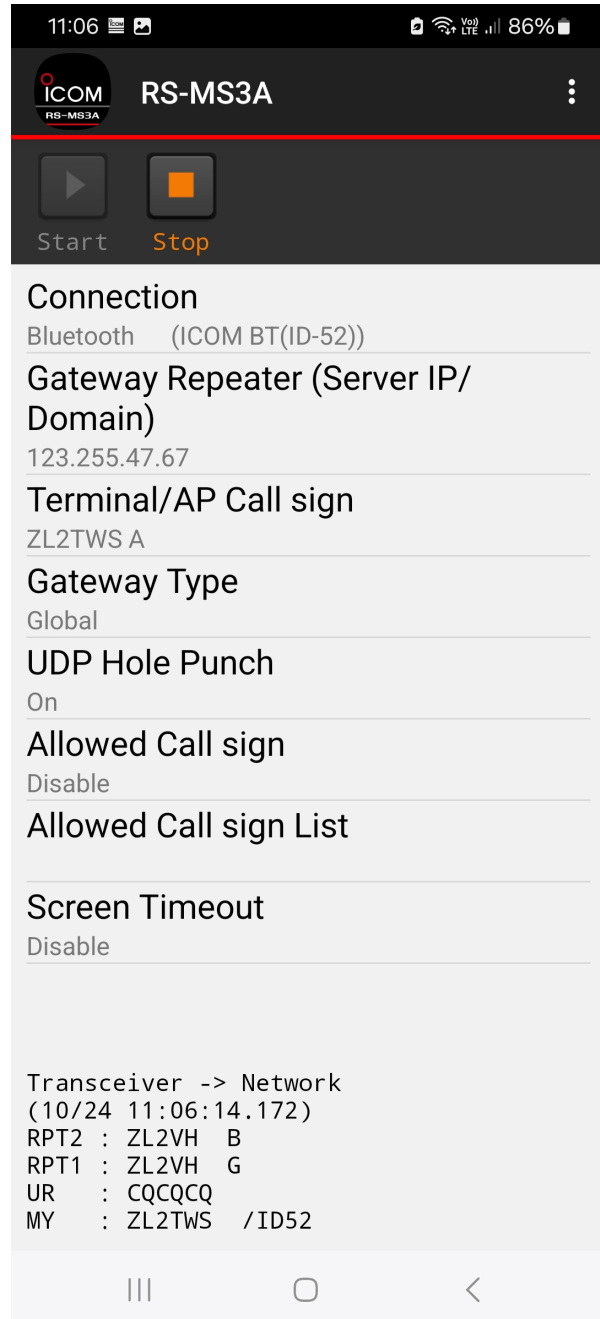 11:06 Vo)) LTE 86%
ICOM
RS-MS3A
RS-MS3A
Start Stop
Connection
Bluetooth (ICOM BT(ID-52))
Gateway Repeater (Server IP/
Domain)
123.255.47.67
Terminal/AP Call sign
ZL2TWS A
Gateway Type
Global
UDP Hole Punch
On
Allowed Call sign
Disable
Allowed Call sign List
Screen Timeout
Disable
Transceiver -> Network
(10/24 11:06:14.172)
RPT2 : ZL2VH B
RPT1 : ZL2VH G
UR : CQCQCQ
MY : ZL2TWS /ID52